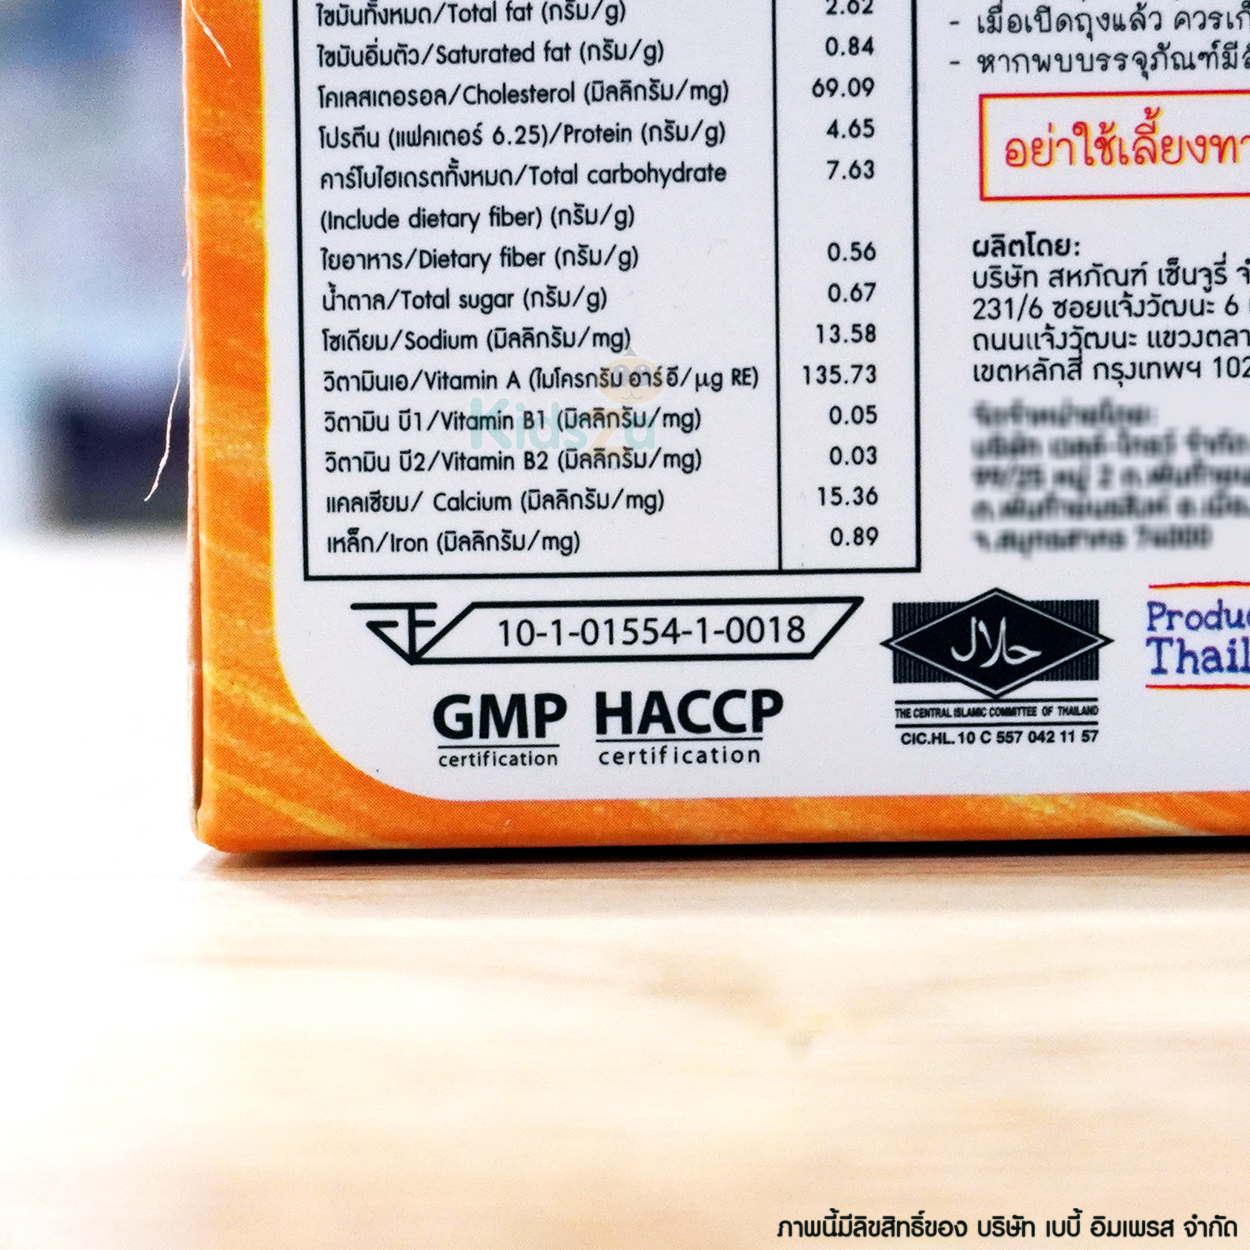 ไขมันทั้งหมด/Total fat (กรัม/g) 2.62
ไขมันอิ่มตัว/Saturated fat (กรัม/g) 0.84
โคเลสเตอรอล/Cholesterol (มิลลิกรัม/mg) 69.09
โปรตีน (แฟคเตอร์ 6.25)/Protein (กรัม/g) 4.65
คาร์โบไฮเดรตทั้งหมด/Total carbohydrate 7.63
(Include dietary fiber) (กรัม/g)
ใยอาหาร/Dietary fiber (กรัม/g) 0.56
น้ำตาล/Total sugar (กรัม/g) 0.67
โซเดียม/Sodium (มิลลิกรัม/mg) 13.58
วิตามินเอ/Vitamin A (ไมโครกรัม อาร์อี/µg RE) 135.73
วิตามิน บี1/Vitamin B1 (มิลลิกรัม/mg) 0.05
วิตามิน บี2/Vitamin B2 (มิลลิกรัม/mg) 0.03
แคลเซียม/ Calcium (มิลลิกรัม/mg) 15.36
เหล็ก/Iron (มิลลิกรัม/mg) 0.89
Kids2u
10-1-01554-1-0018
GMP
certification
HACCP
certification
- เมื่อเปิดถุงแล้ว ควร
- หากพบบรรจุภัณฑ์มี
อย่าใช้เลี้ยง
ผลิตโดย:
บริษัท สหภัณฑ์ เซ็นจูรี่
231/6 ซอยแจ้งวัฒนะ 6
ถนนแจ้งวัฒนะ แขวงตลา
เขตหลักสี่ กรุงเทพฯ 102
حلال
THE CENTRAL ISLAMIC COMMITTEE OF THAILAND
CIC.HL. 10 C 557 042 11 57
Produ
Thail
ภาพนี้มีลิขสิทธิ์ของ บริษัท เบบี้ อิมเพรส จำกัด